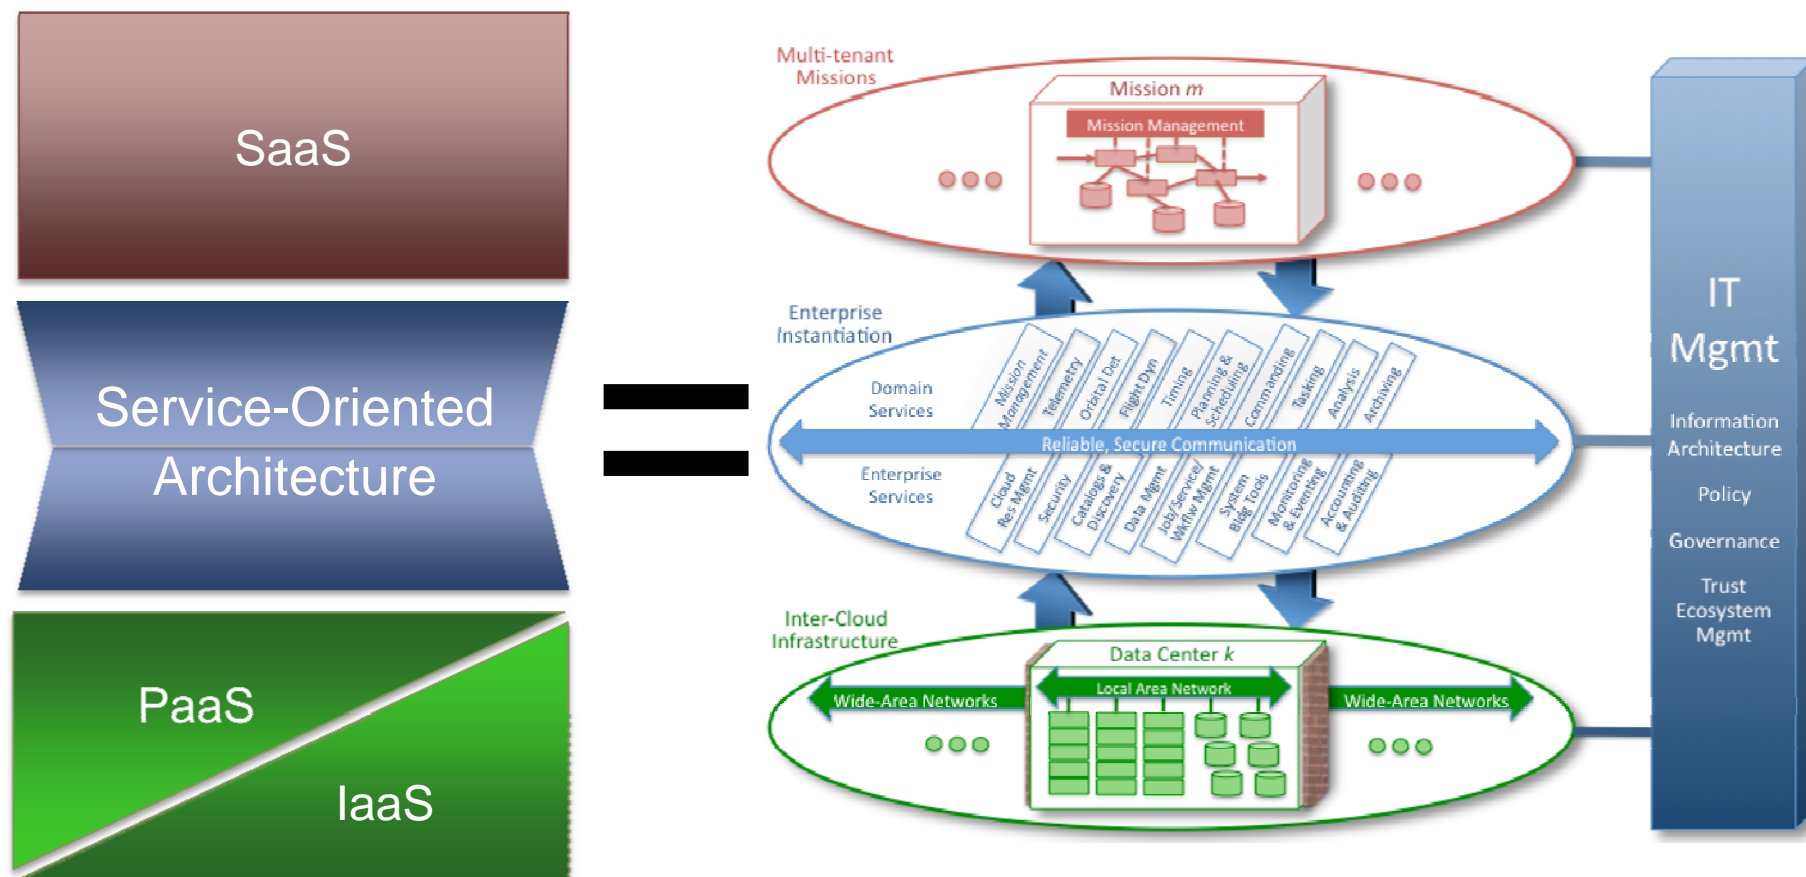 SaaS
Service-Oriented
Architecture
PaaS
IaaS
Multi-tenant
Missions
Mission m
Mission Management
Enterprise
Instantiation
Domain
Services
Mission
Management
Telemetry
Orbital Det
Flight Dyn
Timing
Planning &
Scheduling
Commanding
Tasking
Analysis
Archiving
Reliable, Secure Communication
Enterprise
Services
Cloud
Res Mgmt
Security
Catalogs &
Discovery
Data Mgmt
Job/Service/
Wkflw Mgmt
System
Bldg Tools
Monitoring
& Eventing
Accounting
& Auditing
Inter-Cloud
Infrastructure
Data Center k
Local Area Network
Wide-Area Networks
Wide-Area Networks
IT
Mgmt
Information
Architecture
Policy
Governance
Trust
Ecosystem
Mgmt